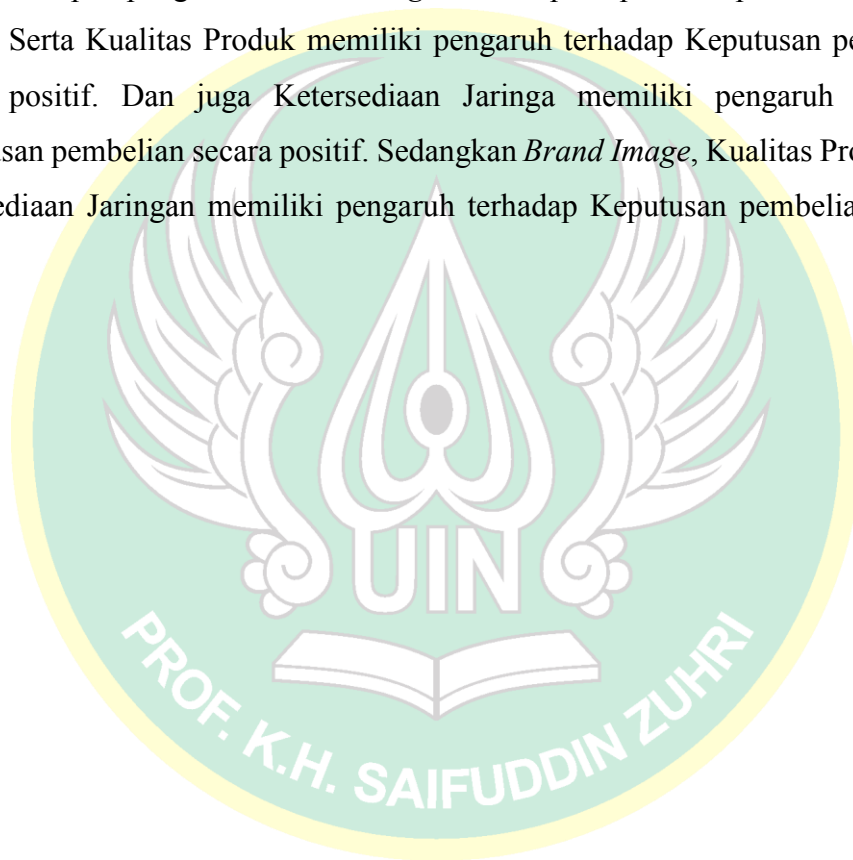 Serta Kualitas Produk memiliki pengaruh terhadap Keputusan pe
positif. Dan juga Ketersediaan Jaringa memiliki pengaruh
san pembelian secara positif. Sedangkan Brand Image, Kualitas Pro
ediaan Jaringan memiliki pengaruh terhadap Keputusan pembelia
UIN
PROF. K.H. SAIFUDDIN ZUHRI